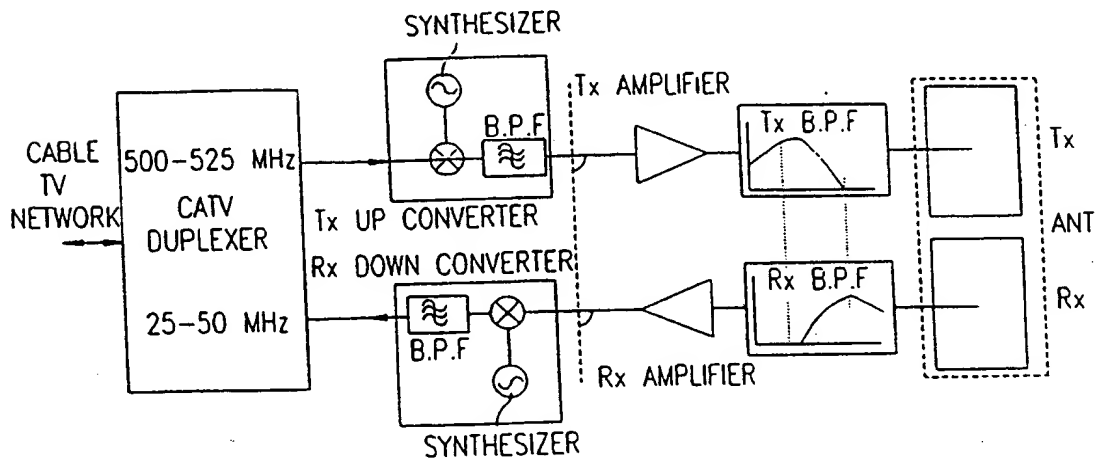 SYNTHESIZER
Tx AMPLIFIER
B.P.F
Tx B.P.F
Tx
CABLE
TV
NETWORK
500-525 MHz
CATV
DUPLEXER
25-50 MHz
Tx UP CONVERTER
ANT
Rx DOWN CONVERTER
B.P.F
Rx B.P.F
Rx
Rx AMPLIFIER
SYNTHESIZER